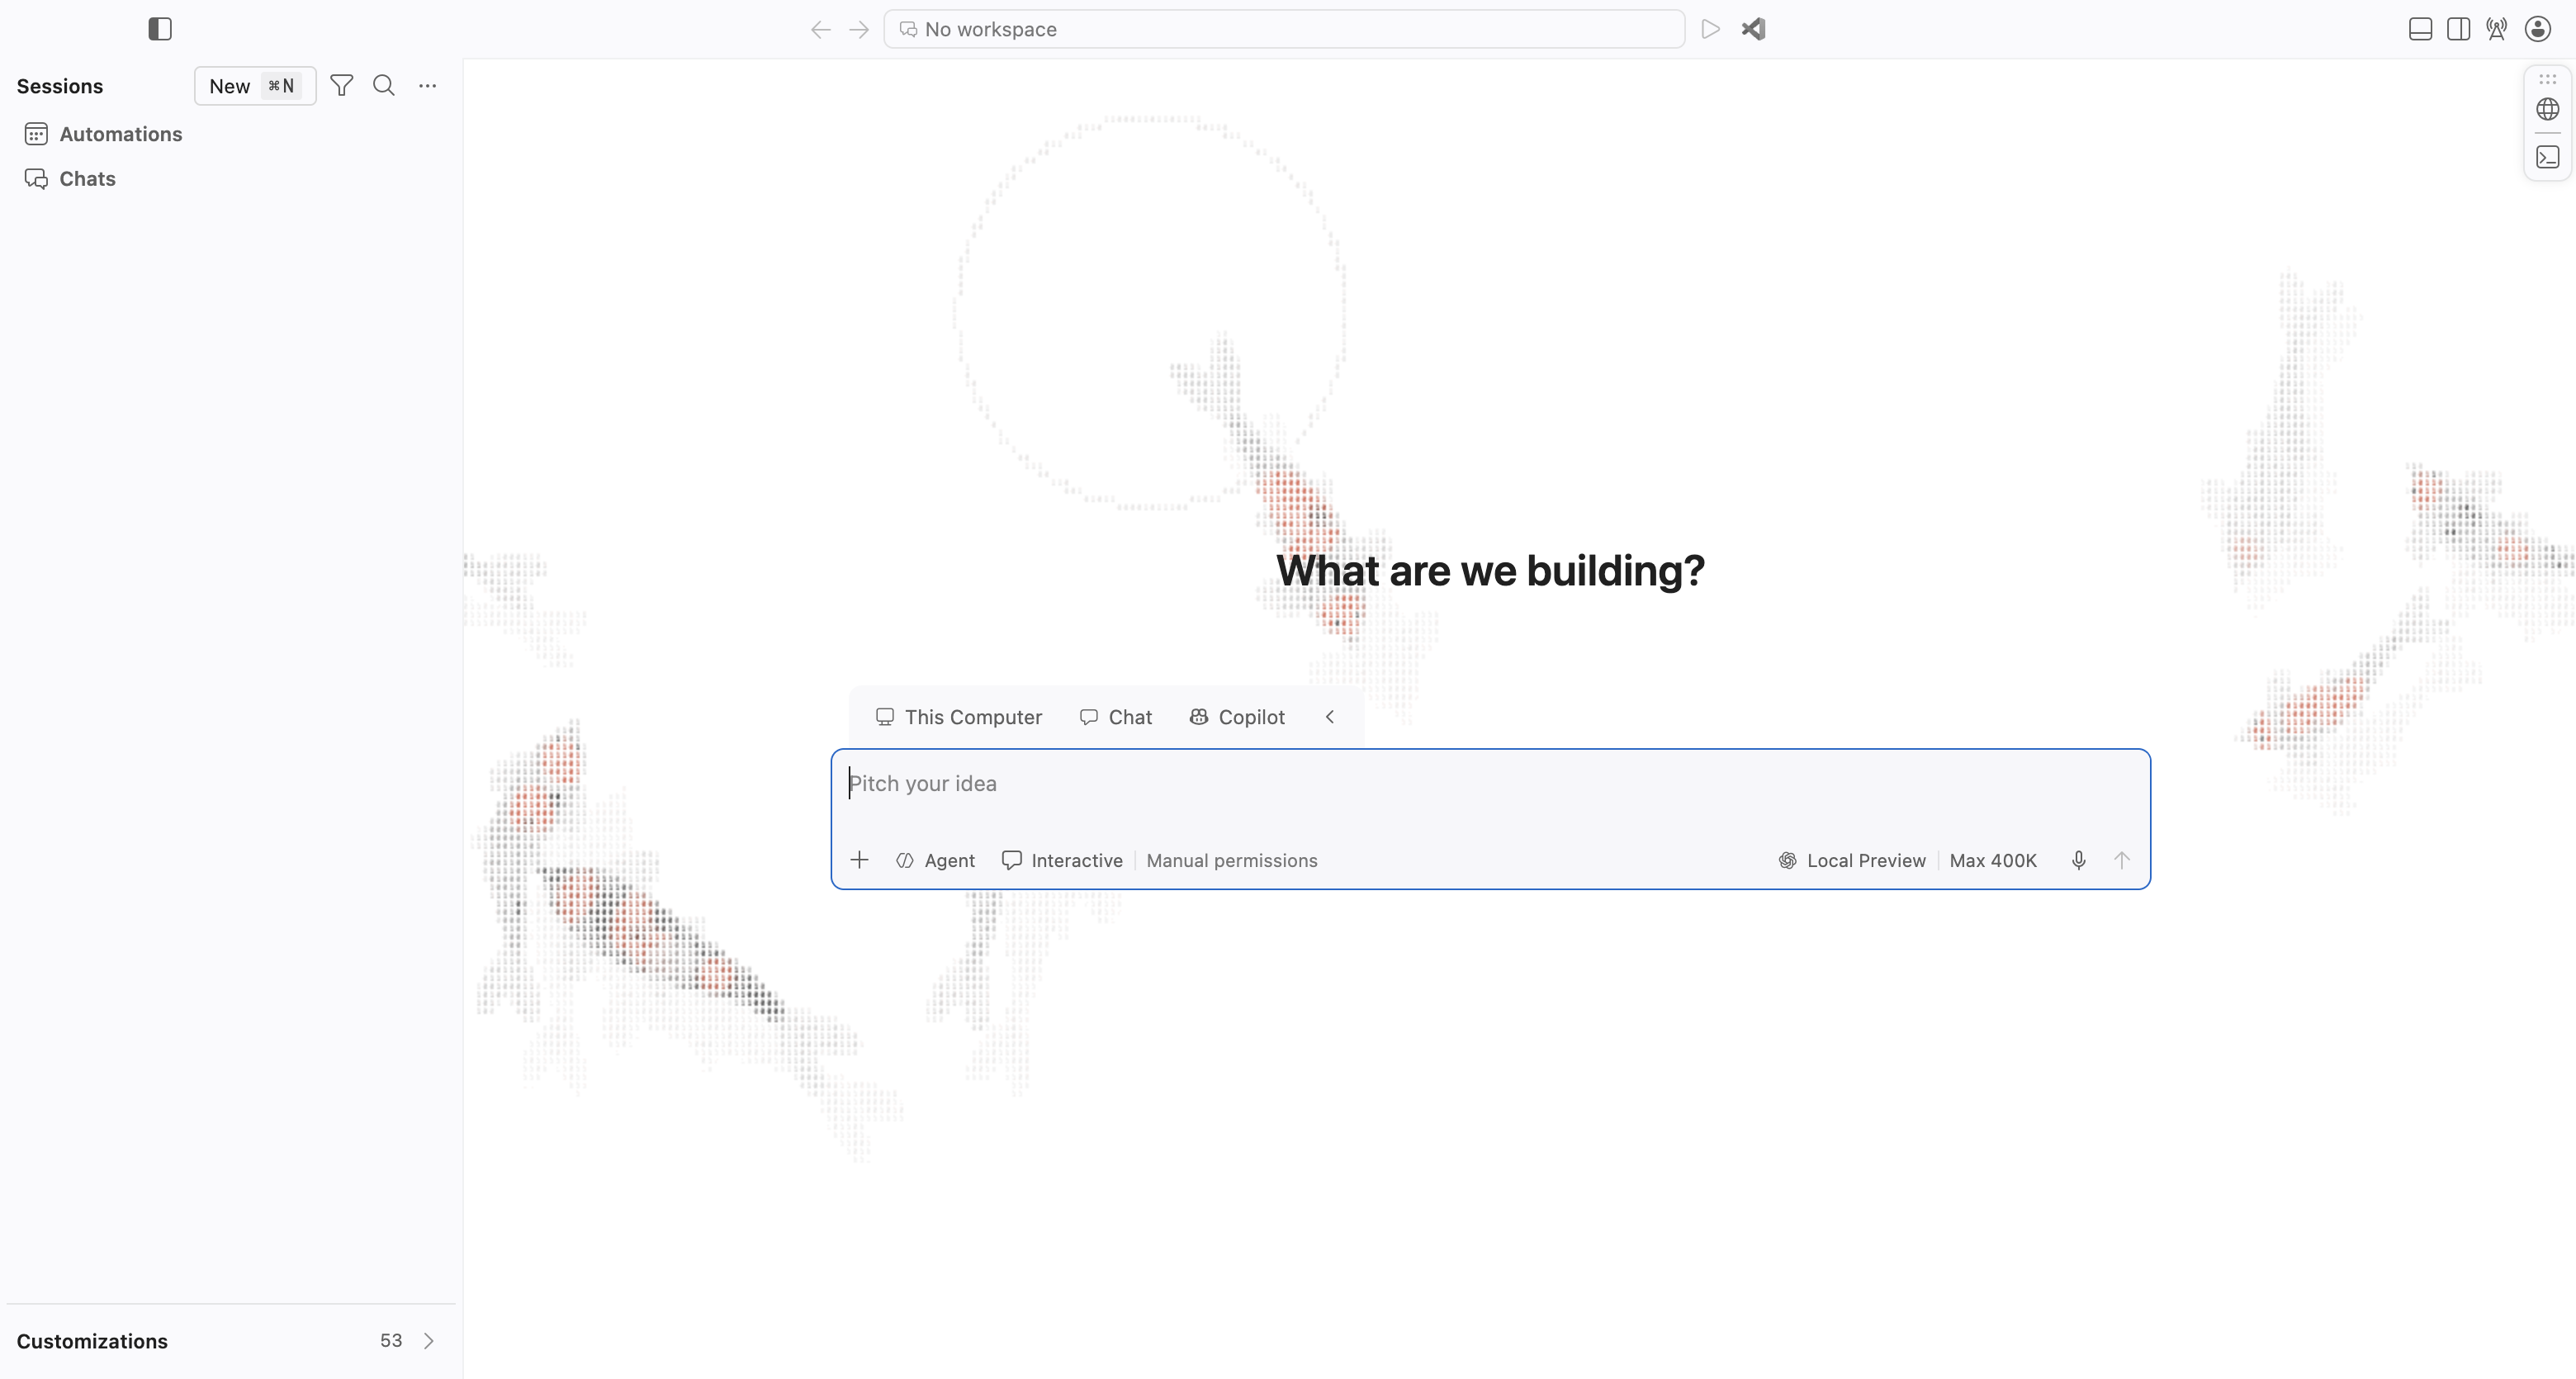 No workspace
Sessions
New ⌘N
Automations
Chats
What are we building?
This Computer Chat Copilot
Pitch your idea
Agent Interactive Manual permissions Local Preview Max 400K
Customizations 53